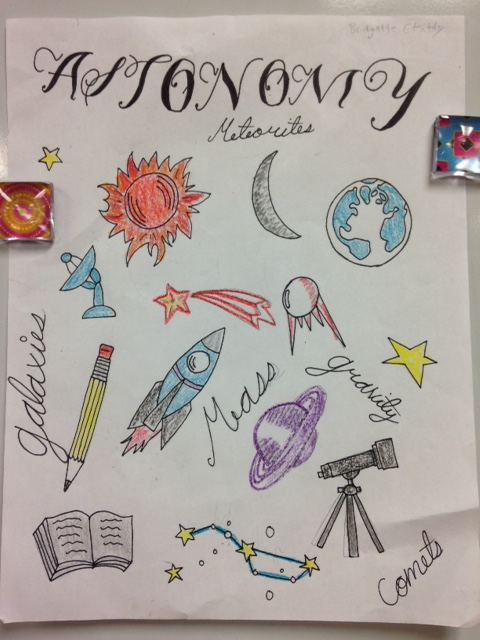 ASTONOMY
Meteorites
galaxies
Mass
gravity
Comets